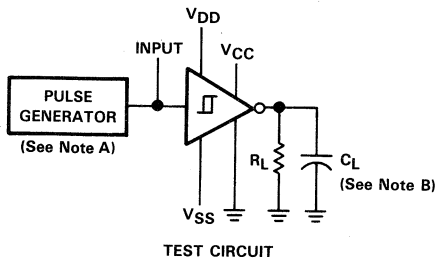 VDD
INPUT
VCC
PULSE
GENERATOR
(See Note A)
RL
CL
(See Note B)
VSS
TEST CIRCUIT